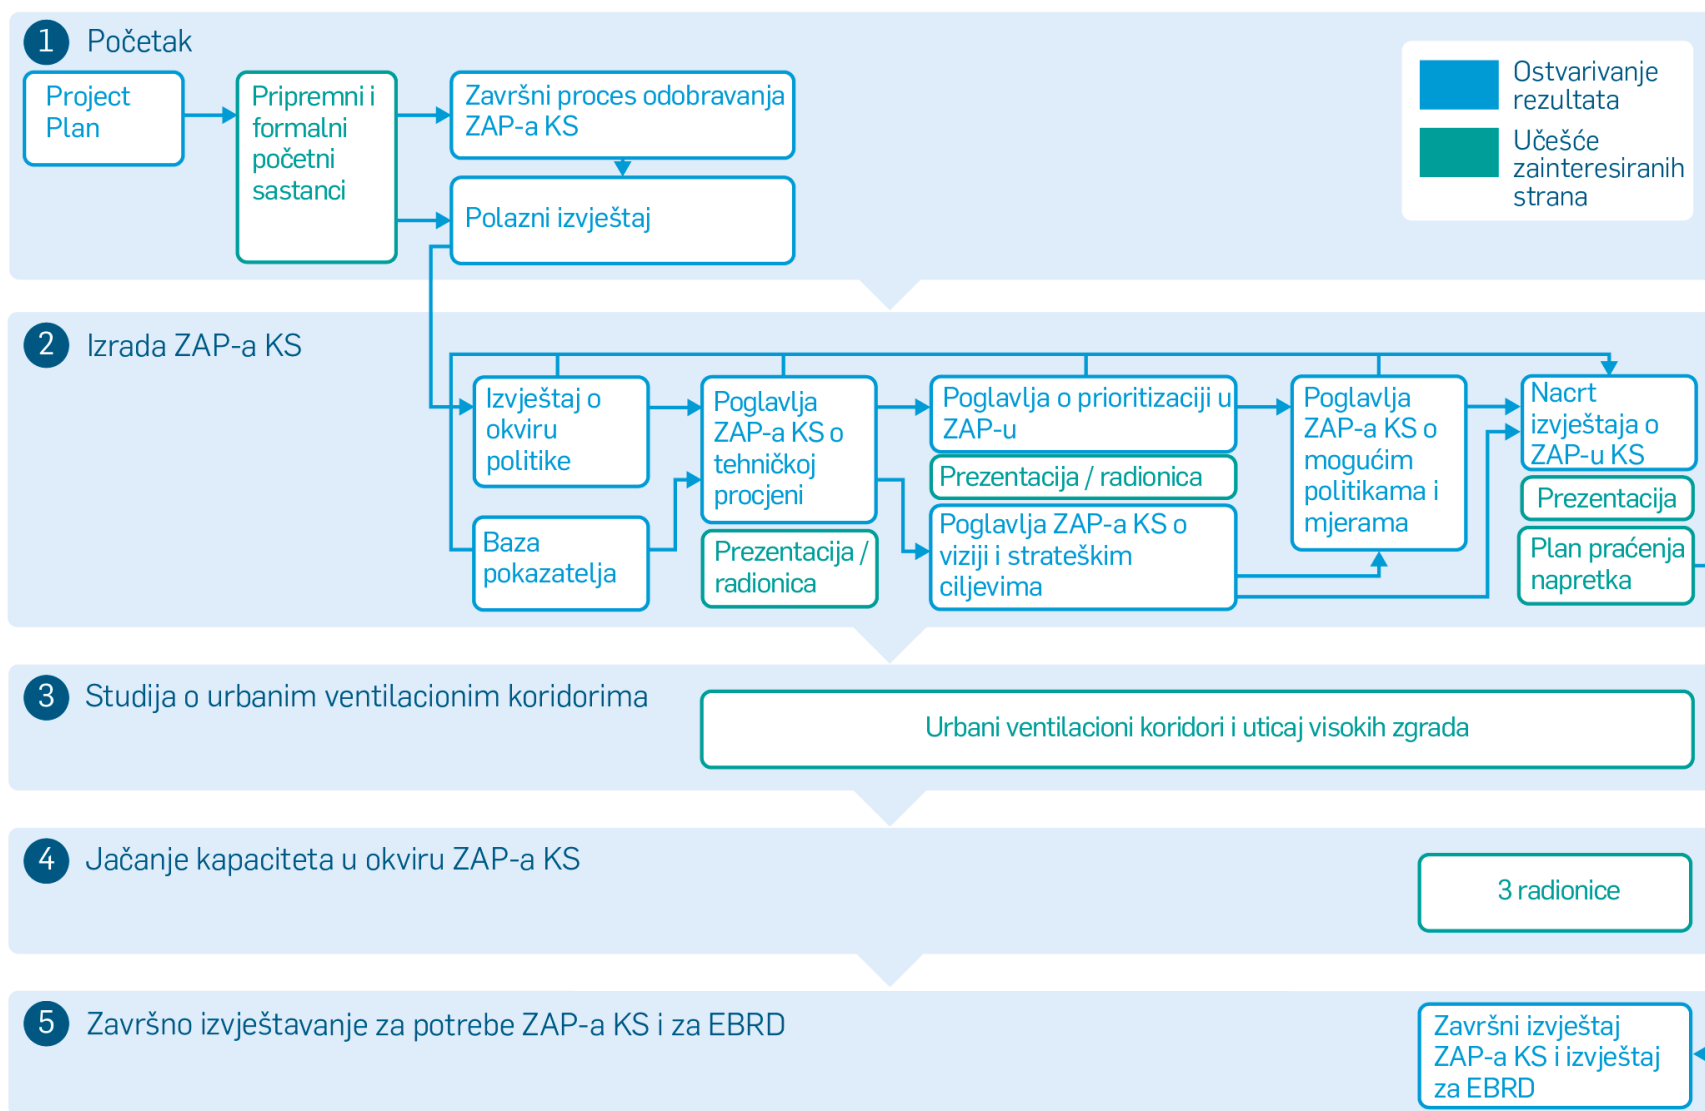 1 Početak
Project
Plan
Pripremni i
formalni
početni
sastanci
Završni proces odobravanja
ZAP-a KS
Polazni izvještaj
Ostvarivanje
rezultata
Učešće
zainteresiranih
strana
2 Izrada ZAP-a KS
Izvještaj o
okviru
politike
Baza
pokazatelja
Poglavlja
ZAP-a KS o
tehničkoj
procjeni
Prezentacija /
radionica
Poglavlja o prioritizaciji u
ZAP-u
Prezentacija / radionica
Poglavlja ZAP-a KS o
viziji i strateškim
ciljevima
Poglavlja
ZAP-a KS o
mogućim
politikama i
mjerama
Nacrt
izvještaja o
ZAP-u KS
Prezentacija
Plan praćenja
napretka
3 Studija o urbanim ventilacionim koridorima
Urbani ventilacioni koridori i uticaj visokih zgrada
4 Jačanje kapaciteta u okviru ZAP-a KS
3 radionice
5 Završno izvještavanje za potrebe ZAP-a KS i za EBRD
Završni izvještaj
ZAP-a KS i izvještaj
za EBRD